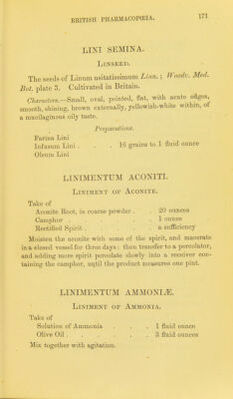 BRITISH PHARMACOPŒIA. 171
LINI SEMINA.
LINSEED.
The seeds of Linum usitatissimum Linn. ; Woodv. Med.
Bot. plate 3. Cultivated in Britain.
Characters.—Small, oval, pointed, flat, with acute edges,
smooth, shining, brown externally, yellowish-white within, of
a mucilaginous oily taste.
Preparations.
Farina Lini
Infusum Lini . . . 16 grains to 1 fluid ounce
Oleum Lini
LINIMENTUM ACONITI.
LINIMENT OF ACONITE.
Take of
Aconite Root, in coarse powder . . 20 ounces
Camphor . . . . . 1 ounce
Rectified Spirit . . . . a sufficiency
Moisten the aconite with some of the spirit, and macerate
in a closed vessel for three days : then transfer to a percolator,
and adding more spirit percolate slowly into a receiver con-
taining the camphor, until the product measures one pint.
LINIMENTUM AMMONIÆ.
LINIMENT OF AMMONIA.
Take of
Solution of Ammonia . . . 1 fluid ounce
Olive Oil . . . . . 3 fluid ounces
Mix together with agitation.